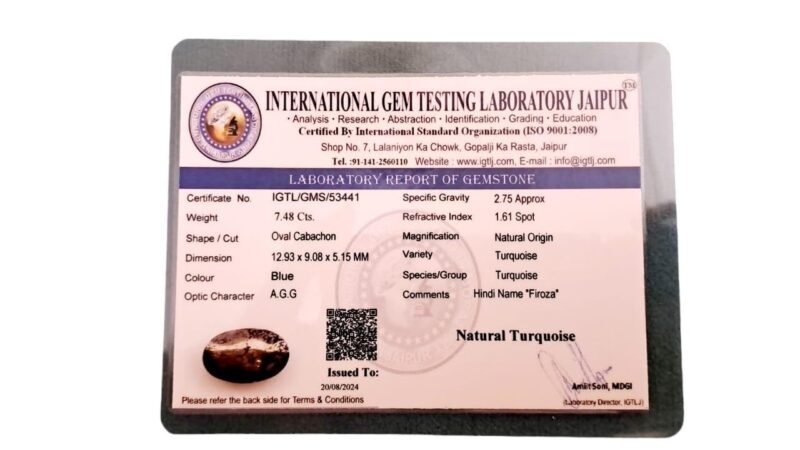 INTERNATIONAL GEM TESTING LABORATORY JAIPUR TM
· Analysis · Research · Abstraction · Identification · Grading · Education
Certified By International Standard Organization (ISO 9001:2008)
Shop No. 7, Lalaniyon Ka Chowk, Gopalji Ka Rasta, Jaipur
Tel. :91-141-2560110 Website : www.igtlj.com, E-mail : info@igtlj.com
LABORATORY REPORT OF GEMSTONE
Certificate No. IGTL/GMS/53441 Specific Gravity 2.75 Approx
Weight 7.48 Cts. Refractive Index 1.61 Spot
Shape / Cut Oval Cabachon Magnification Natural Origin
Dimension 12.93 x 9.08 x 5.15 MM Variety Turquoise
Colour Blue Species/Group Turquoise
Optic Character A.G.G Comments Hindi Name "Firoza"
Natural Turquoise
Issued To:
20/08/2024
Amiit Soni, MDGI
(Laboratory Director, IGTLJ)
Please refer the back side for Terms & Conditions